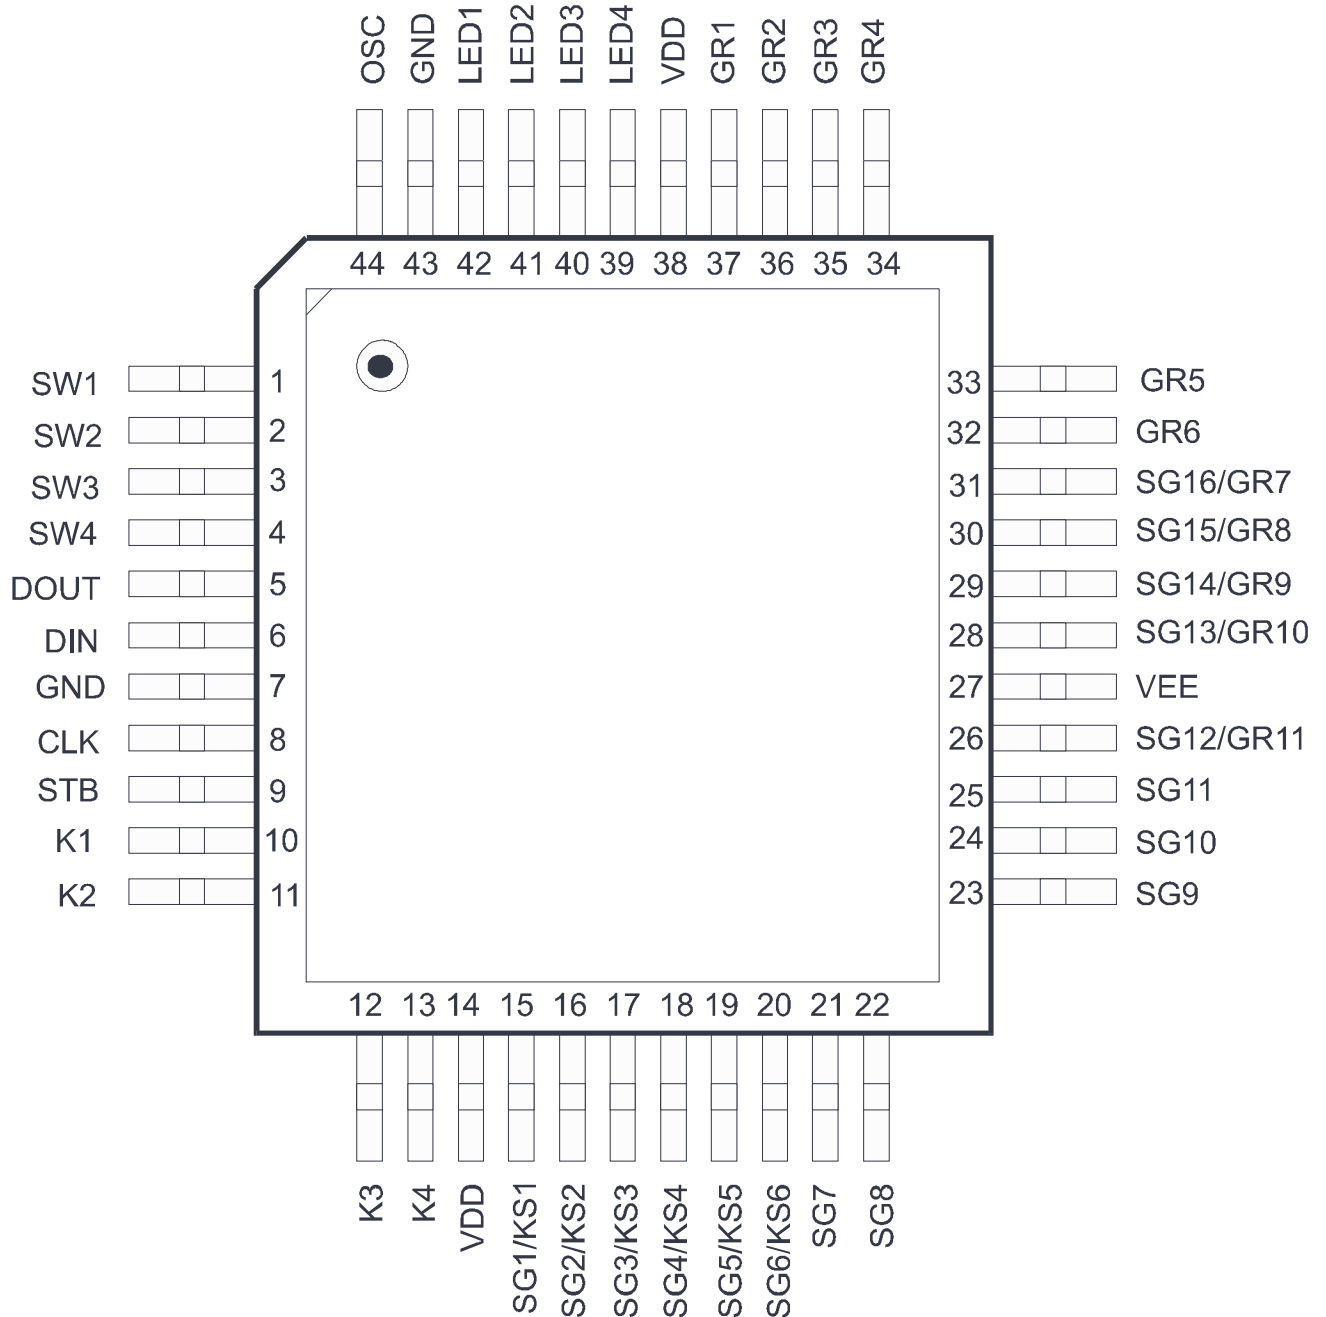 OSC GND LED1 LED2 LED3 LED4 VDD GR1 GR2 GR3 GR4
44 43 42 41 40 39 38 37 36 35 34
SW1 1 33 GR5
SW2 2 32 GR6
SW3 3 31 SG16/GR7
SW4 4 30 SG15/GR8
DOUT 5 29 SG14/GR9
DIN 6 28 SG13/GR10
GND 7 27 VEE
CLK 8 26 SG12/GR11
STB 9 25 SG11
K1 10 24 SG10
K2 11 23 SG9
12 13 14 15 16 17 18 19 20 21 22
K3 K4 VDD SG1/KS1 SG2/KS2 SG3/KS3 SG4/KS4 SG5/KS5 SG6/KS6 SG7 SG8